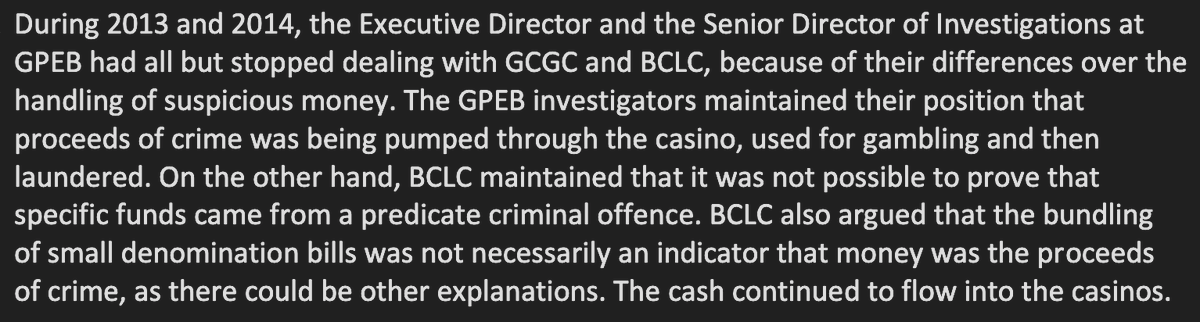 During 2013 and 2014, the Executive Director and the Senior Director of Investigations at
GPEB had all but stopped dealing with GCGC and BCLC, because of their differences over the
handling of suspicious money. The GPEB investigators maintained their position that
proceeds of crime was being pumped through the casino, used for gambling and then
laundered. On the other hand, BCLC maintained that it was not possible to prove that
specific funds came from a predicate criminal offence. BCLC also argued that the bundling
of small denomination bills was not necessarily an indicator that money was the proceeds
of crime, as there could be other explanations. The cash continued to flow into the casinos.